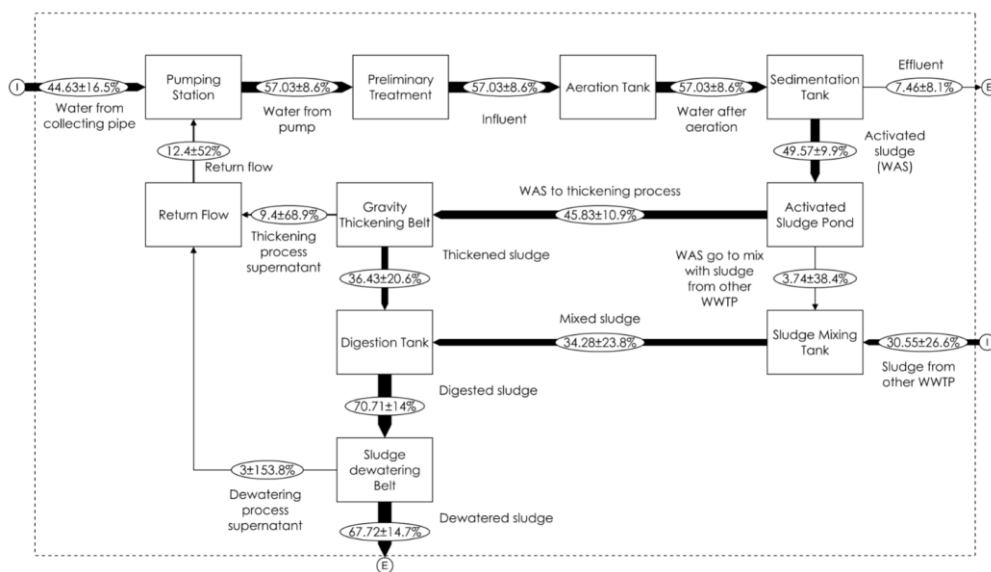 Pumping
Station
Preliminary
Treatment
Aeration Tank
Sedimentation
Tank
Effluent
I
44.63±16.5%
57.03±8.6%
57.03±8.6%
57.03±8.6%
7.46±8.1%
E
Water from
collecting pipe
Water from
pump
Influent
Water after
aeration
12.4±52%
Return flow
49.57±9.9%
Activated
sludge
(WAS)
Return Flow
9.4±68.9%
Thickening
process
supernatant
Gravity
Thickening Belt
WAS to thickening process
45.83±10.9%
Activated
Sludge Pond
Thickened sludge
36.43±20.6%
WAS go to mix
with sludge
from other
WWTP
3.74±38.4%
Digestion Tank
Mixed sludge
34.28±23.8%
Sludge Mixing
Tank
30.55±26.6%
I
Sludge from
other WWTP
Digested sludge
70.71±14%
Sludge
dewatering
Belt
3±153.8%
Dewatering
process
supernatant
Dewatered sludge
67.72±14.7%
E